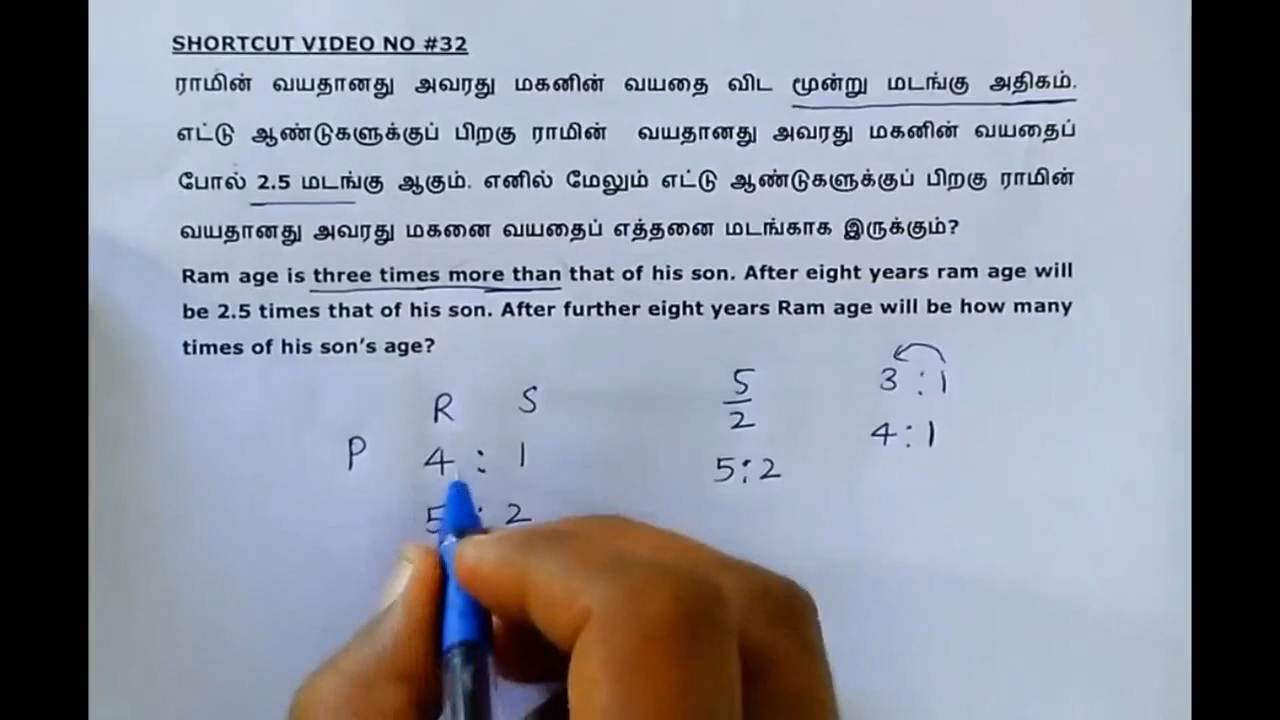 SHORTCUT VIDEO NO #32
ராமின் வயதானது அவரது மகனின் வயதை விட மூன்று மடங்கு அதிகம்.
எட்டு ஆண்டுகளுக்குப் பிறகு ராமின் வயதானது அவரது மகனின் வயதைப்
போல் 2.5 மடங்கு ஆகும். எனில் மேலும் எட்டு ஆண்டுகளுக்குப் பிறகு ராமின்
வயதானது அவரது மகனை வயதைப் எத்தனை மடங்காக இருக்கும்?
Ram age is three times more than that of his son. After eight years ram age will
be 2.5 times that of his son. After further eight years Ram age will be how many
times of his son's age?
R S
P 4 : 1
5 : 2
5
2
5:2
3 : 1
4 : 1